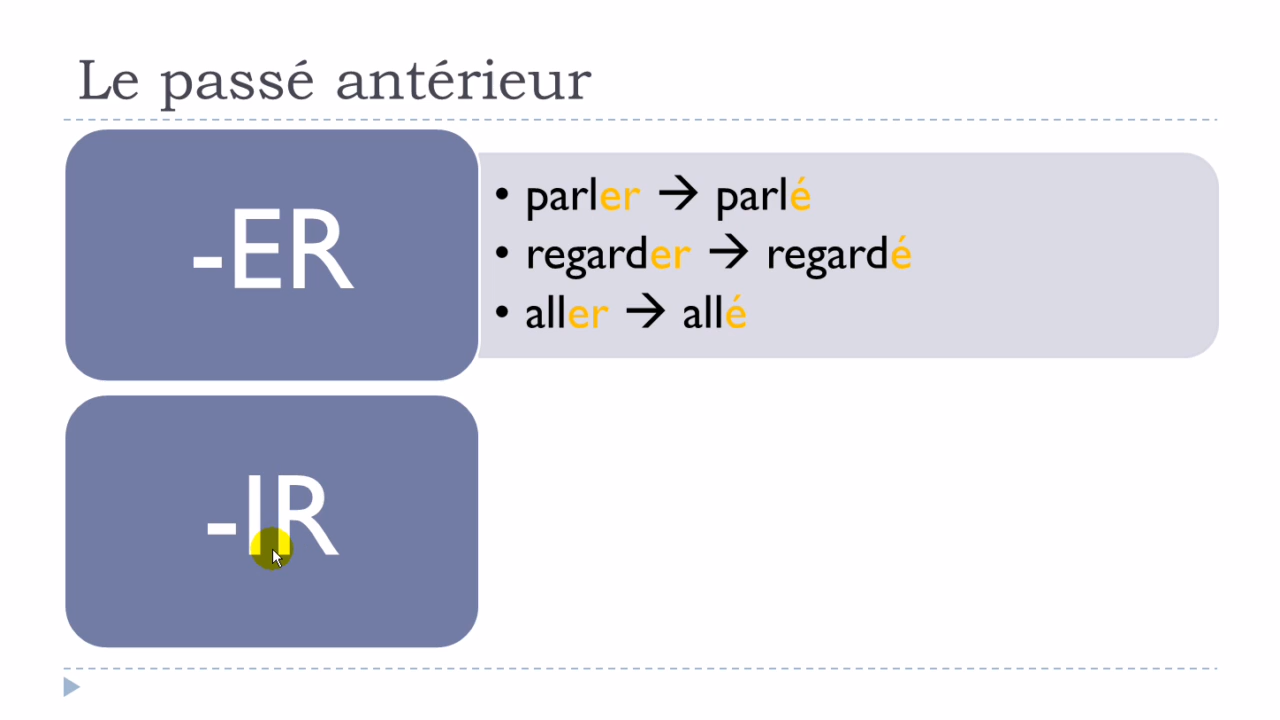 Le passé antérieur
-ER
• parler → parlé
• regarder → regardé
• aller → allé
-IR